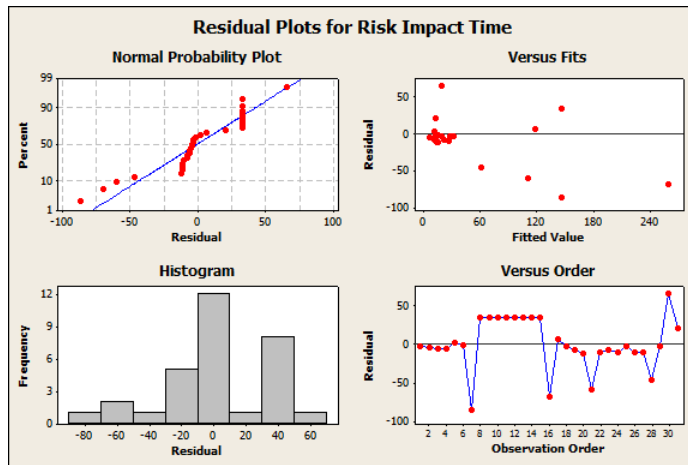 Residual Plots for Risk Impact Time
Normal Probability Plot
99
90
50
10
1
Percent
-100 -50 0 50 100
Residual
Versus Fits
50
0
-50
-100
Residual
0 60 120 180 240
Fitted Value
Histogram
12
9
6
3
0
Frequency
-80 -60 -40 -20 0 20 40 60
Residual
Versus Order
50
0
-50
-100
Residual
2 4 6 8 10 12 14 16 18 20 22 24 26 28 30
Observation Order